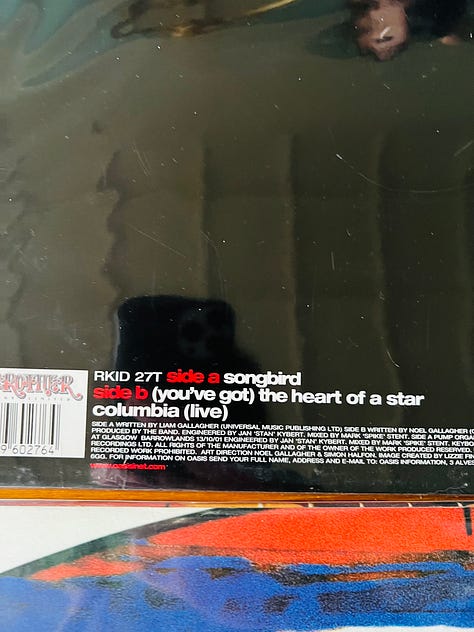 RKID 27T side a songbird
side b (you've got) the heart of a star
columbia (live)
9 602764
SIDE A WRITTEN BY LIAM GALLAGHER (UNIVERSAL MUSIC PUBLISHING LTD) SIDE B WRITTEN BY NOEL GALLAGHER
PRODUCED BY THE BAND. ENGINEERED BY JAN 'STAN' KYBERT. MIXED BY MARK 'SPIKE' STENT. SIDE A PUMP
AT GLASGOW BARROWLANDS 13/10/01 ENGINEERED BY JAN 'STAN' KYBERT. MIXED BY MARK 'SPIKE' STENT.
RECORDINGS LTD. ALL RIGHTS OF THE MANUFACTURER AND OF THE OWNER OF THE WORK PRODUCED RESERVED.
RECORDED WORK PROHIBITED. ART DIRECTION NOEL GALLAGHER & SIMON HALFON. IMAGE CREATED BY LIZZIE
6GG. FOR INFORMATION ON OASIS SEND YOUR FULL NAME, ADDRESS AND E-MAIL TO: OASIS INFORMATION, 3
www.oasisinet.com